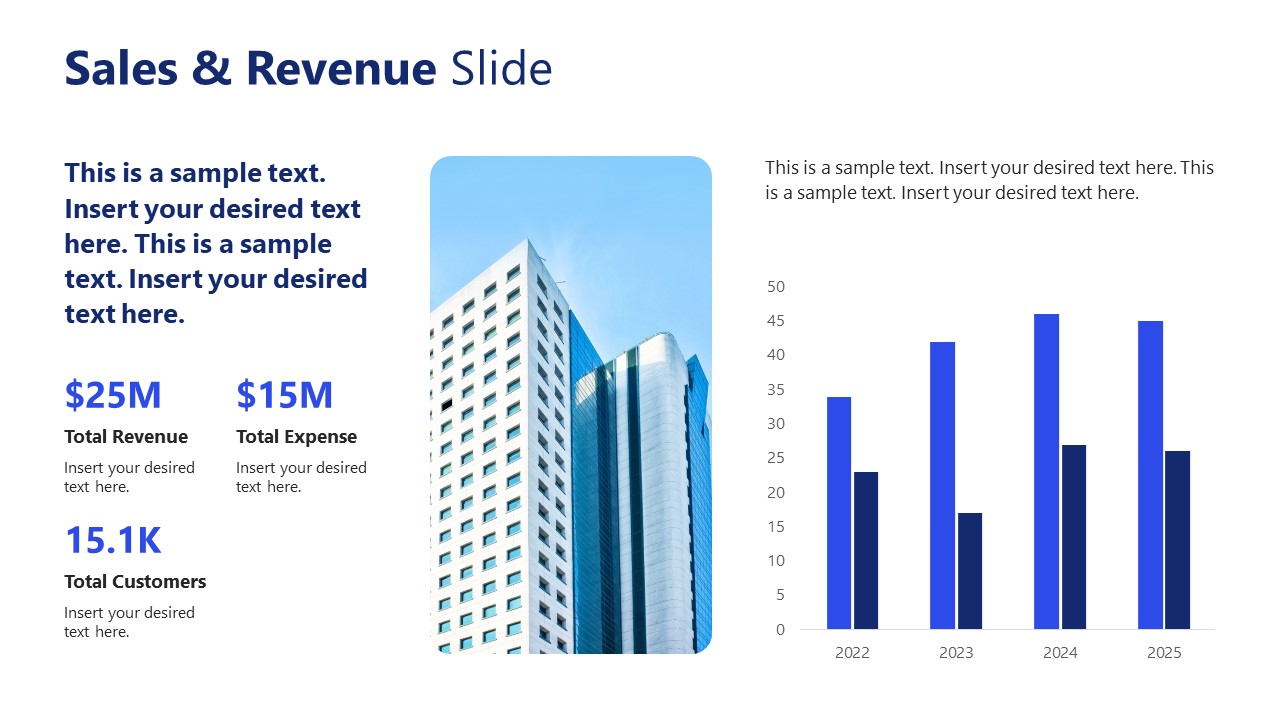 Sales & Revenue Slide
This is a sample text.
Insert your desired text
here. This is a sample
text. Insert your desired
text here.
$25M
Total Revenue
Insert your desired
text here.
$15M
Total Expense
Insert your desired
text here.
15.1K
Total Customers
Insert your desired
text here.
This is a sample text. Insert your desired text here. This
is a sample text. Insert your desired text here.
50
45
40
35
30
25
20
15
10
5
0
2022 2023 2024 2025